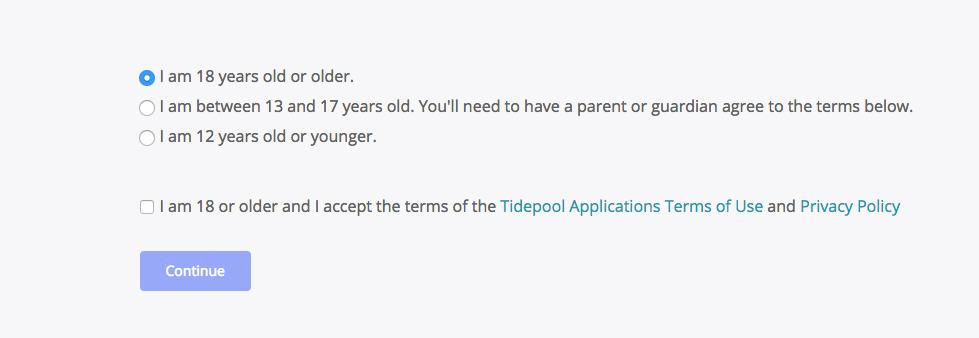 I am 18 years old or older.
I am between 13 and 17 years old. You'll need to have a parent or guardian agree to the terms below.
I am 12 years old or younger.
I am 18 or older and I accept the terms of the Tidepool Applications Terms of Use and Privacy Policy
Continue